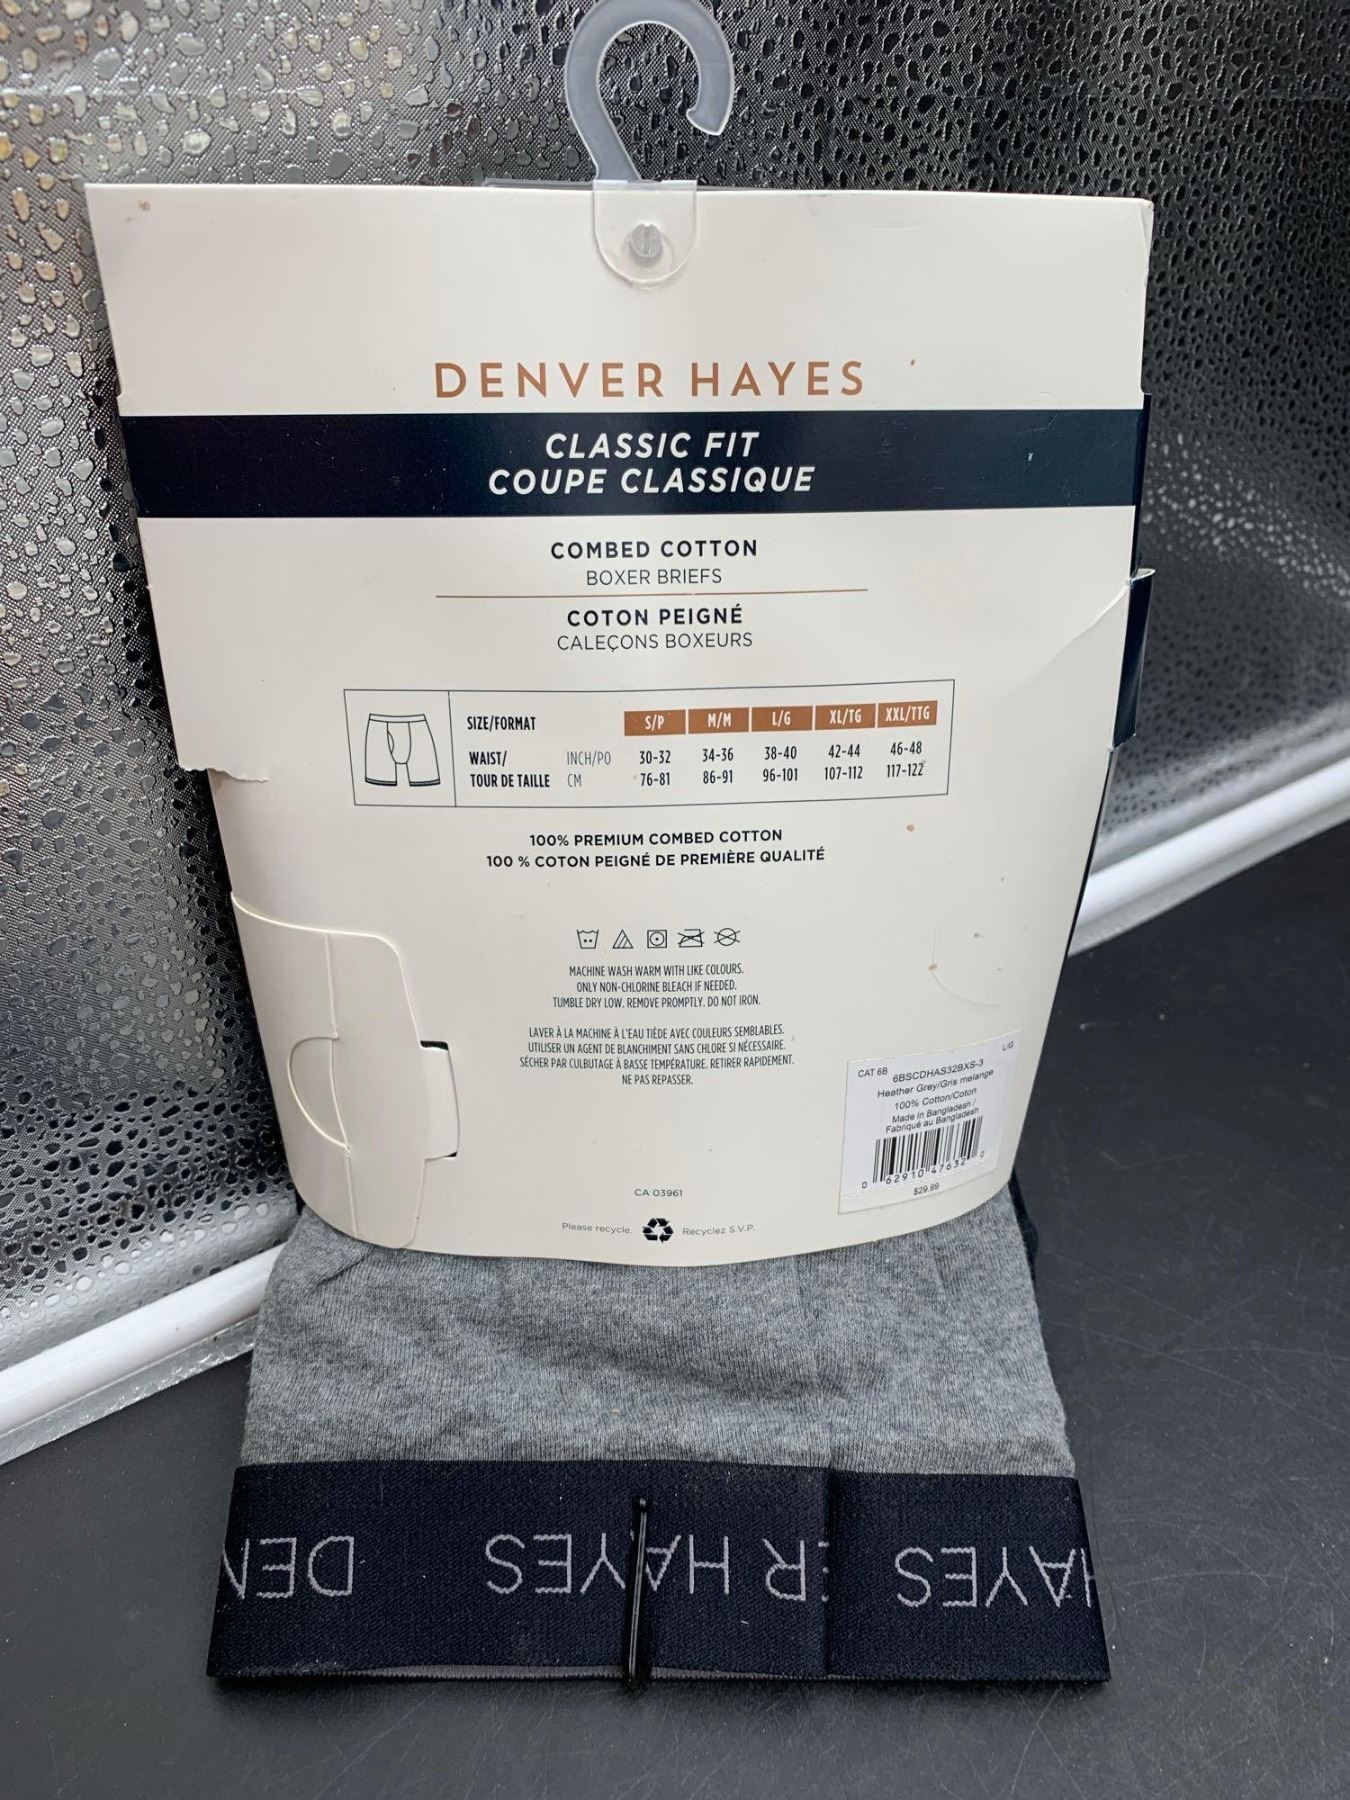 DENVER HAYES
CLASSIC FIT
COUPE CLASSIQUE
COMBED COTTON
BOXER BRIEFS
COTON PEIGNÉ
CALEÇONS BOXEURS
SIZE/FORMAT S/P M/M L/G XL/TG XXL/TTG
WAIST/ INCH/PO 30-32 34-36 38-40 42-44 46-48
TOUR DE TAILLE CM 76-81 86-91 96-101 107-112 117-122
100% PREMIUM COMBED COTTON
100 % COTON PEIGNÉ DE PREMIÈRE QUALITÉ
MACHINE WASH WARM WITH LIKE COLOURS.
ONLY NON-CHLORINE BLEACH IF NEEDED.
TUMBLE DRY LOW. REMOVE PROMPTLY. DO NOT IRON.
LAVER À LA MACHINE À L'EAU TIÈDE AVEC COULEURS SEMBLABLES.
UTILISER UN AGENT DE BLANCHIMENT SANS CHLORE SI NÉCESSAIRE.
SÉCHER PAR CULBUTAGE À BASSE TEMPÉRATURE. RETIRER RAPIDEMENT.
NE PAS REPASSER.
L/G
CAT 6B 6BSCDHAS32BXS-3
Heather Grey/Gris melange
100% Cotton/Coton
Made in Bangladesh /
Fabriqué au Bangladesh
0 62910 47632 0
$29.99
CA 03961
Please recycle. Recyclez S.V.P.
DEN
ER HAYES
HAYES